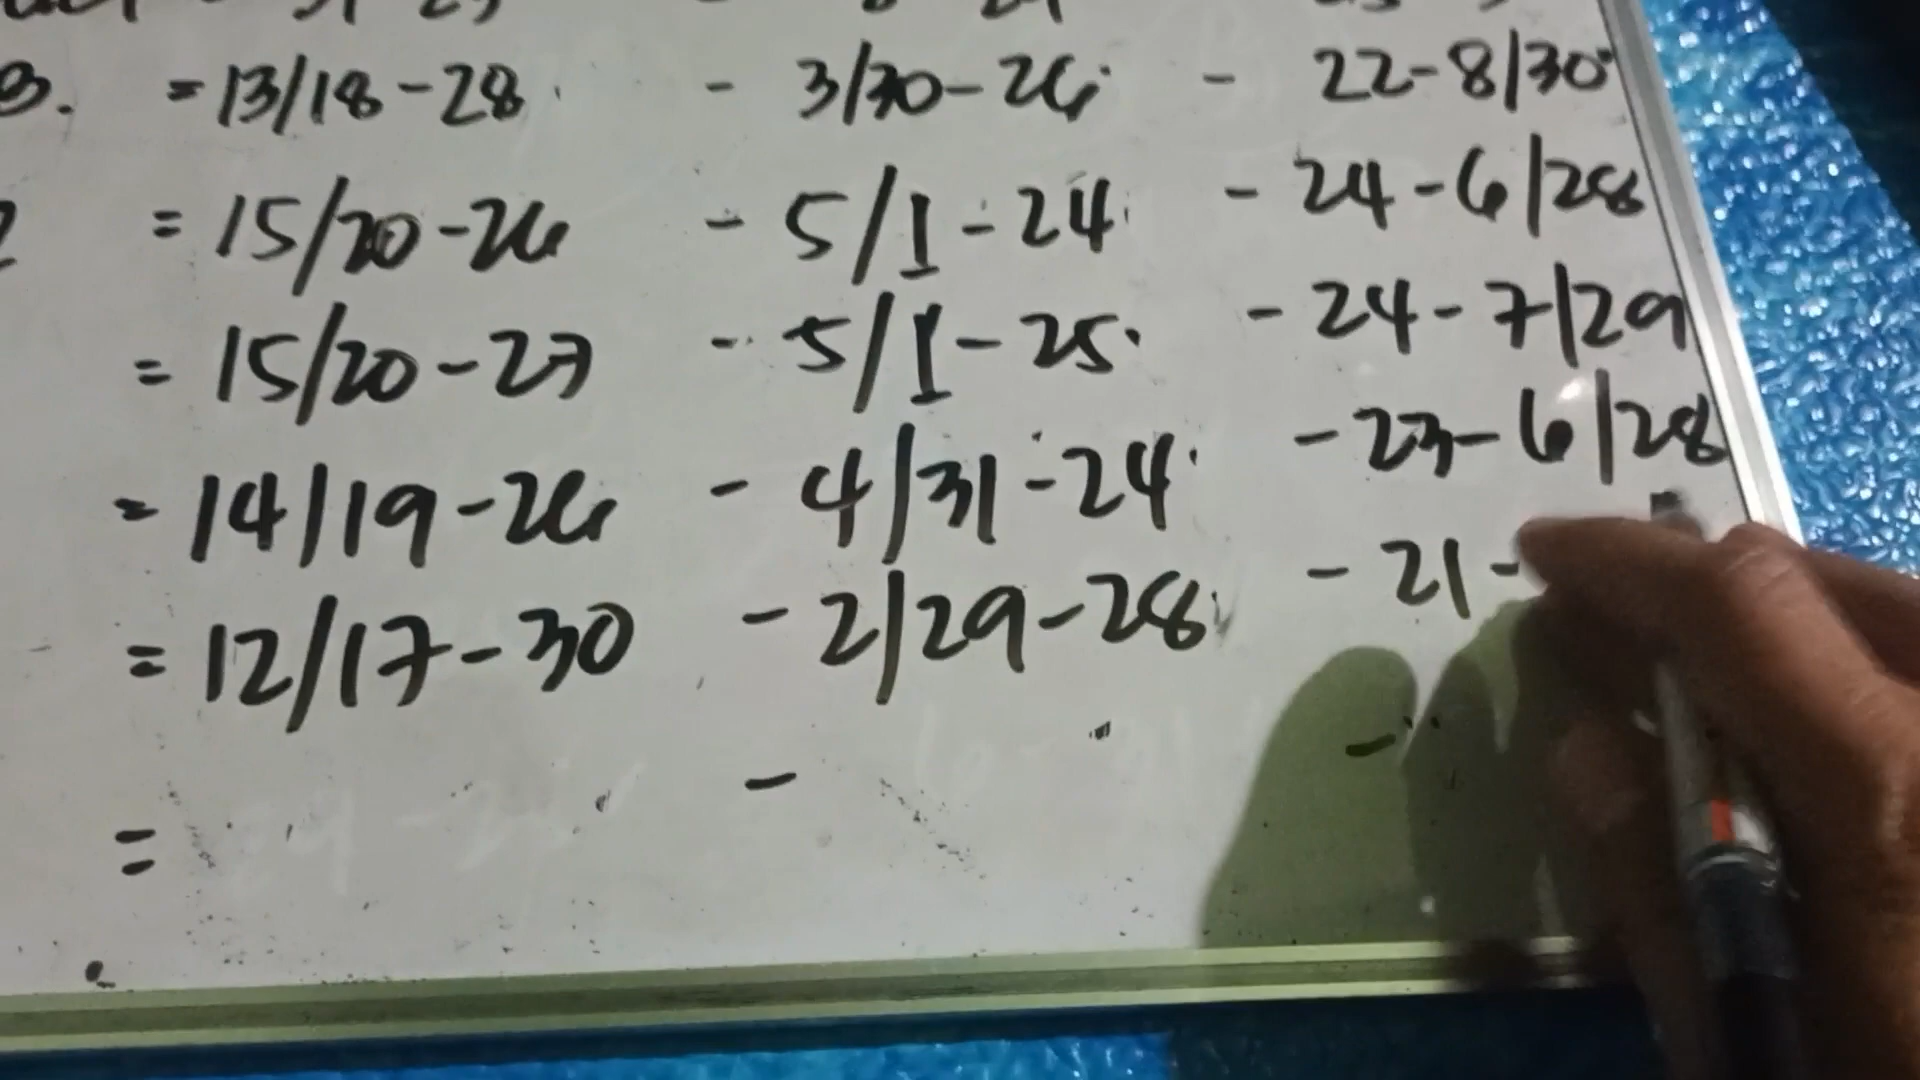 3. = 13/18-28 - 3/30-26 - 22-8/30
= 15/20-26 - 5/I-24 - 24-6/28
= 15/20-27 - 5/I-25 - 24-7/29
= 14/19-26 - 4/31-24 - 23-6/28
= 12/17-30 - 2/29-28 - 21-
= - -